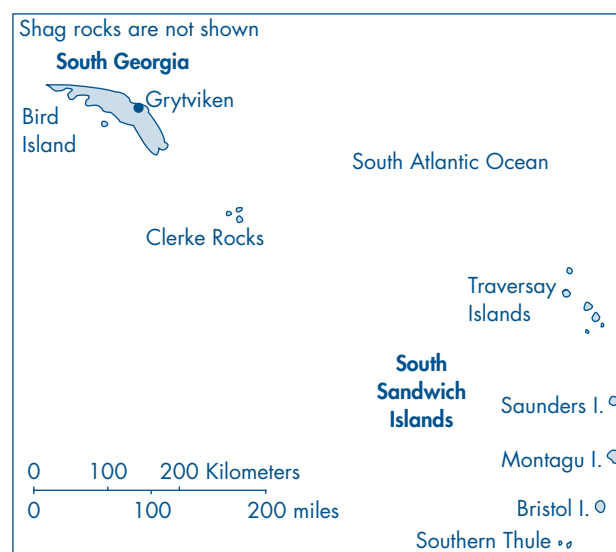 Shag rocks are not shown
South Georgia
Grytviken
Bird
Island
South Atlantic Ocean
Clerke Rocks
Traversay
Islands
South
Sandwich
Islands
Saunders I.
Montagu I.
0 100 200 Kilometers
0 100 200 miles
Bristol I.
Southern Thule